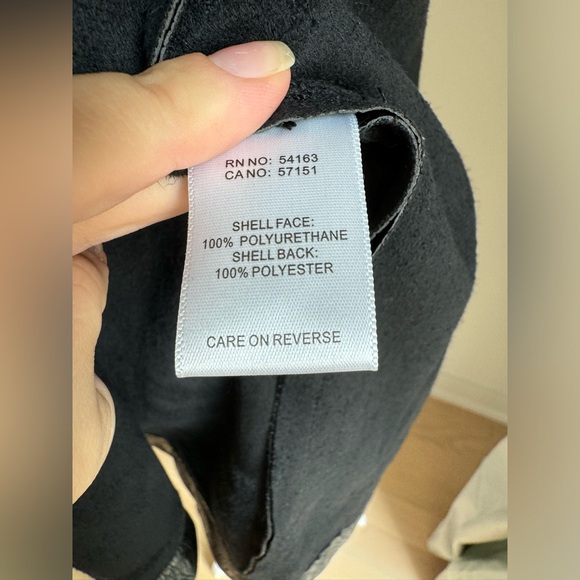 RN NO: 54163
CA NO: 57151
SHELL FACE:
100% POLYURETHANE
SHELL BACK:
100% POLYESTER
CARE ON REVERSE